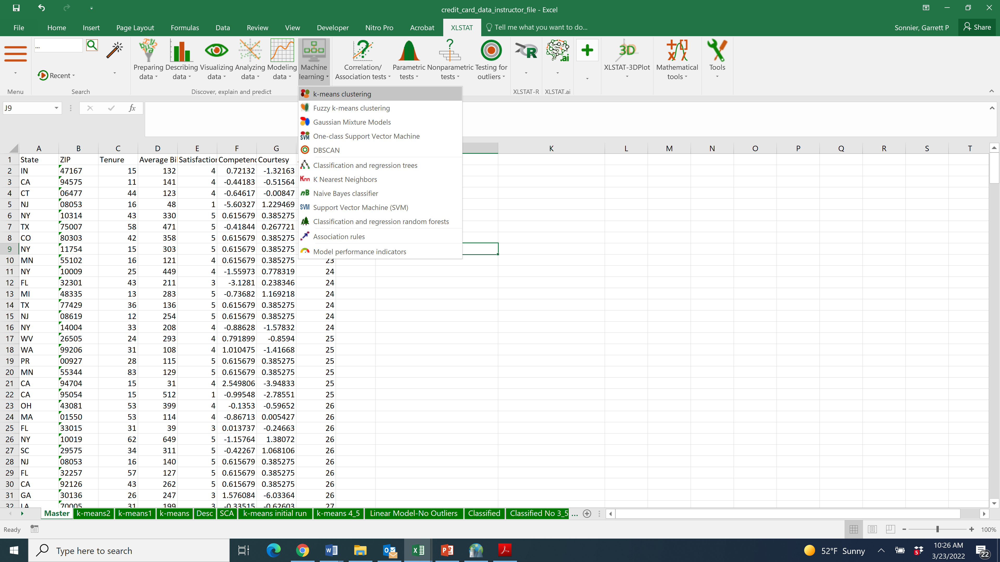 credit_card_data_instructor_file - Excel
File Home Insert Page Layout Formulas Data Review View Developer Nitro Pro Acrobat XLSTAT Tell me what you want to do... Sonnier, Garrett P Share
...
Recent
Preparing data
Describing data
Visualizing data
Analyzing data
Modeling data
Machine learning
Correlation/ Association tests
Parametric tests
Nonparametric tests
Testing for outliers
R
.ai
3D
XLSTAT-3DPlot
Mathematical tools
Tools
Menu Search Discover, explain and predict XLSTAT-R XLSTAT.ai
k-means clustering
Fuzzy k-means clustering
Gaussian Mixture Models
SVM One-class Support Vector Machine
DBSCAN
Classification and regression trees
Knn K Nearest Neighbors
nB Naive Bayes classifier
SVM Support Vector Machine (SVM)
Classification and regression random forests
Association rules
Model performance indicators
J9 fx
A B C D E F G K L M N O P Q R S T
1 State ZIP Tenure Average Bi Satisfaction Competenc Courtesy
2 IN 47167 15 132 4 0.72132 -1.32163
3 CA 94575 11 141 4 -0.44183 -0.51564
4 CT 06477 44 123 4 -0.64617 -0.00847
5 NJ 08053 16 48 1 -5.60327 1.229469
6 NY 10314 43 330 5 0.615679 0.385275
7 TX 75007 58 471 5 -0.41844 0.267721
8 CO 80303 42 358 5 0.615679 0.385275
9 NY 11754 15 303 5 0.615679 0.385275
10 MN 55102 16 121 4 0.615679 0.385275 23
11 NY 10009 25 449 4 -1.55973 0.778319 24
12 FL 32301 43 211 3 -3.1281 0.238346 24
13 MI 48335 13 283 5 -0.73682 1.169218 24
14 TX 77429 36 136 5 0.615679 0.385275 24
15 NJ 08619 12 254 5 0.615679 0.385275 24
16 NY 14004 33 208 4 -0.88628 -1.57832 24
17 WV 26505 24 293 4 0.791899 -0.8594 25
18 WA 99206 31 108 4 1.010475 -1.41668 25
19 PR 00927 28 115 5 0.615679 0.385275 25
20 MN 55344 83 129 5 0.615679 0.385275 25
21 CA 94704 15 31 4 2.549806 -3.94833 25
22 CA 95054 15 512 1 -0.99548 -2.78551 25
23 OH 43081 53 399 4 -0.1353 -0.59652 26
24 MA 01550 53 114 4 -0.86713 0.005427 26
25 FL 33015 31 39 3 0.013737 -0.24663 26
26 NY 10019 62 649 5 -1.15764 1.38072 26
27 SC 29575 34 311 5 -0.42267 1.068106 26
28 NJ 08053 16 140 5 0.615679 0.385275 26
29 FL 32257 57 127 5 0.615679 0.385275 26
30 CA 92126 43 262 5 0.615679 0.385275 26
31 GA 30136 26 247 3 1.576084 -6.03364 26
32 LA 70005 31 199 3 -0.33515 -0.62603 27
Master k-means2 k-means1 k-means Desc SCA k-means initial run k-means 4_5 Linear Model-No Outliers Classified Classified No 3_5 ...
Ready 100%
Type here to search 52°F Sunny 5 10:26 AM 22
3/23/2022